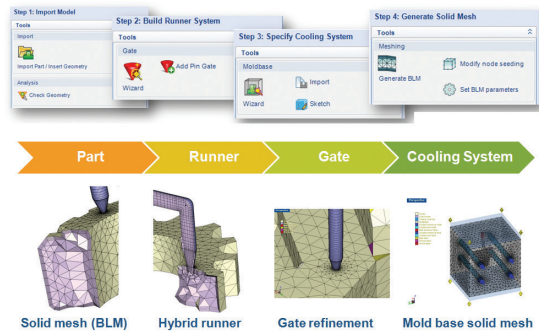 Step 1: Import Model
Tools
Import
Import Part / Insert Geometry
Analysis
Check Geometry
Step 2: Build Runner System
Tools
Gate
Wizard
Add Pin Gate
Step 3: Specify Cooling System
Tools
Moldbase
Wizard
Import
Sketch
Step 4: Generate Solid Mesh
Tools
Meshing
Generate BLM
Modify node seeding
Set BLM parameters
Part
Runner
Gate
Cooling System
Solid mesh (BLM)
Hybrid runner
Gate refinement
Mold base solid mesh